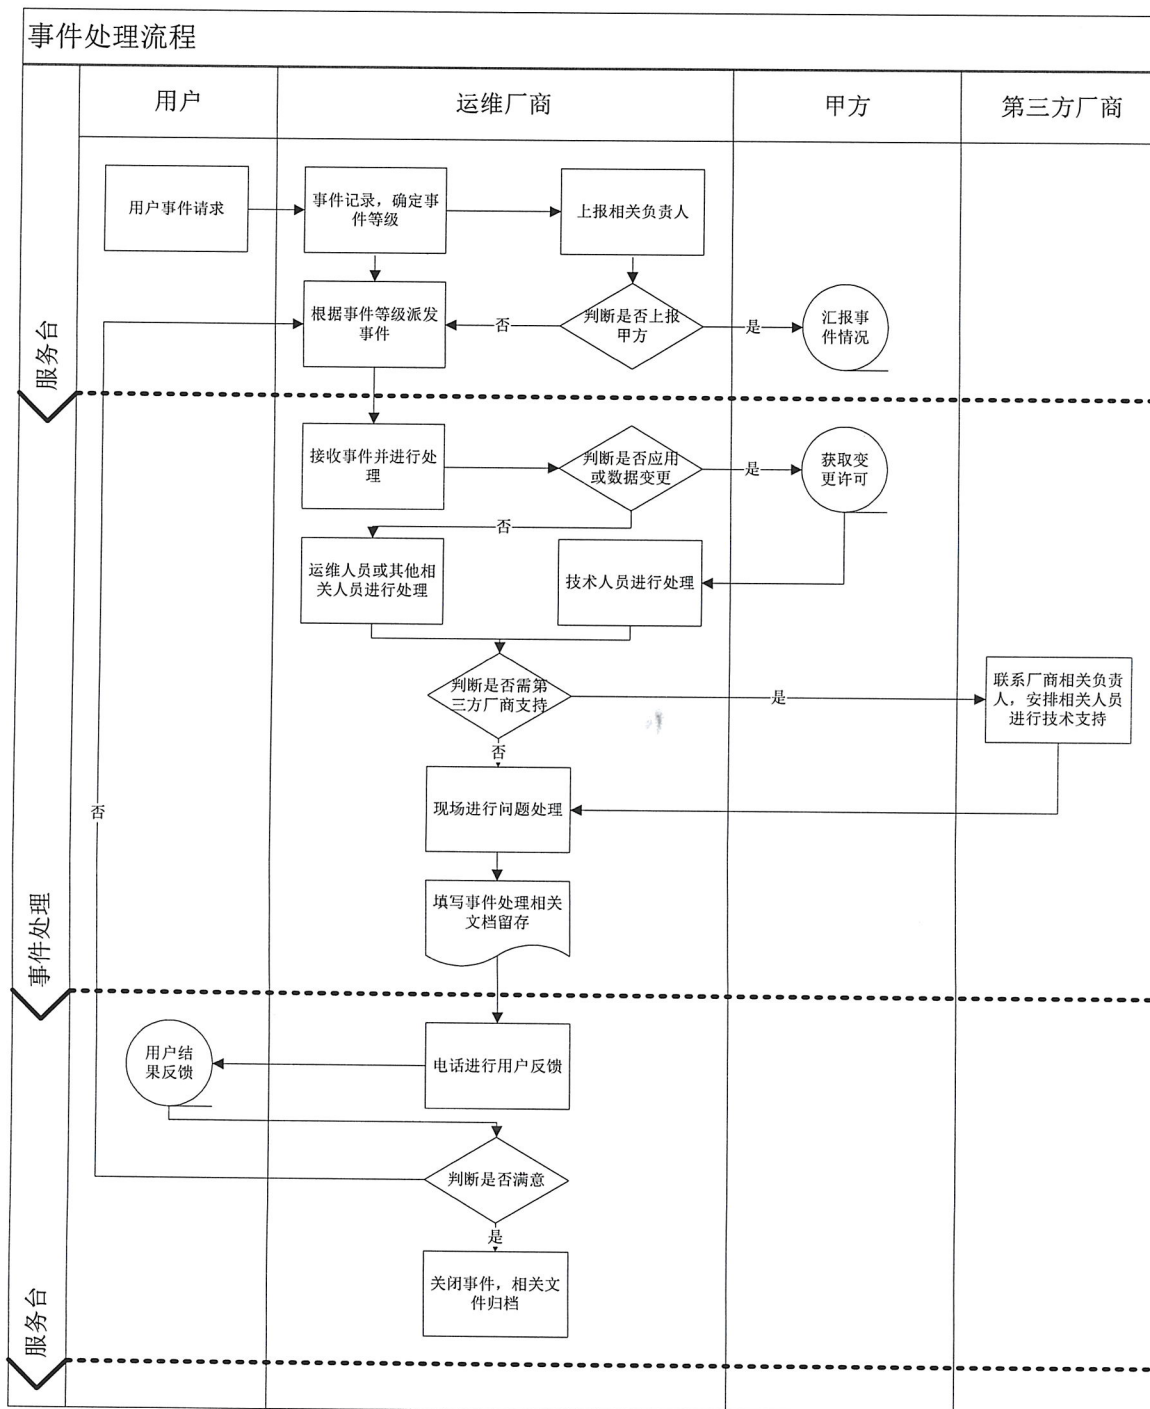 事件处理流程
用户
运维厂商
甲方
第三方厂商
服务台
用户事件请求
事件记录，确定事
件等级
上报相关负责人
根据事件等级派发
事件
否
判断是否上报
甲方
是
汇报事
件情况
事件处理
接收事件并进行处
理
判断是否应用
或数据变更
是
获取变
更许可
否
运维人员或其他相
关人员进行处理
技术人员进行处理
判断是否需第
三方厂商支持
是
联系厂商相关负责
人，安排相关人员
进行技术支持
否
现场进行问题处理
否
填写事件处理相关
文档留存
服务台
用户结
果反馈
电话进行用户反馈
判断是否满意
是
关闭事件，相关文
件归档